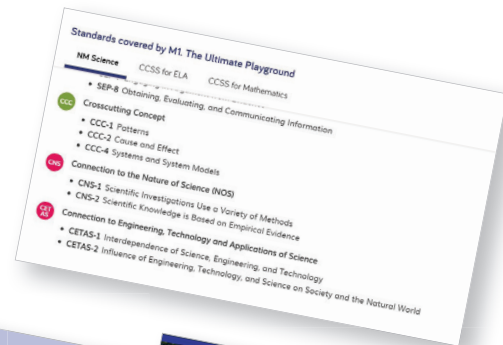 Standards covered by M1. The Ultimate Playground
NM Science CCSS for ELA CCSS for Mathematics
• SEP-8 Obtaining, Evaluating, and Communicating Information
CCC Crosscutting Concept
• CCC-1 Patterns
• CCC-2 Cause and Effect
• CCC-4 Systems and System Models
CNS Connection to the Nature of Science (NOS)
• CNS-1 Scientific Investigations Use a Variety of Methods
• CNS-2 Scientific Knowledge is Based on Empirical Evidence
CET AS Connection to Engineering, Technology and Applications of Science
• CETAS-1 Interdependence of Science, Engineering, and Technology
• CETAS-2 Influence of Engineering, Technology, and Science on Society and the Natural World